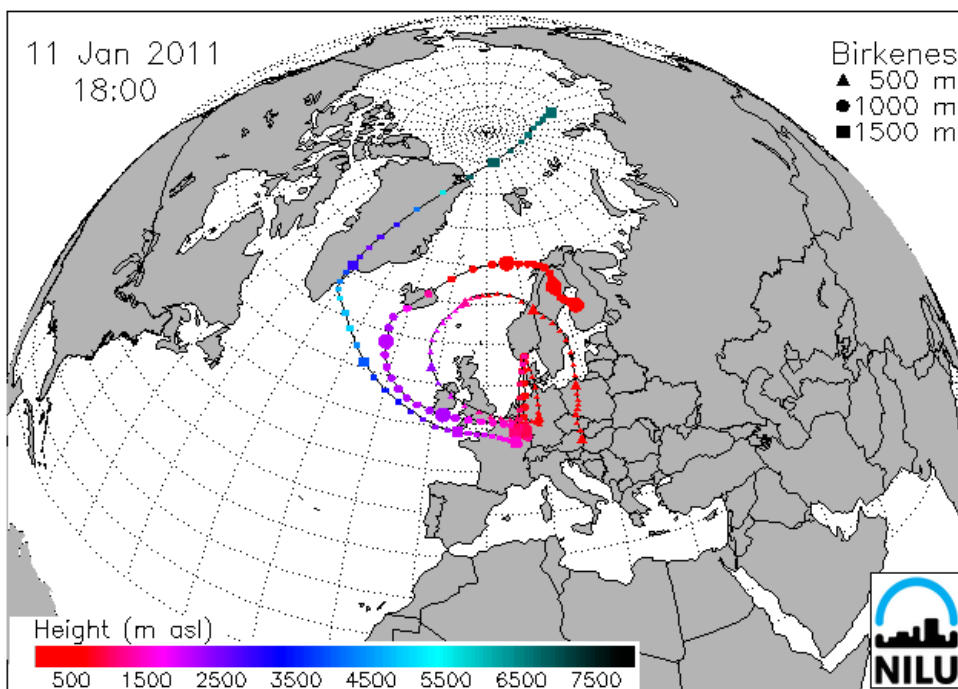 11 Jan 2011
18:00
Birkenes
▲ 500 m
● 1000 m
■ 1500 m
Height (m asl)
500 1500 2500 3500 4500 5500 6500 7500
NILU